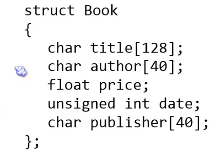 struct Book
{
char title[128];
char author[40];
float price;
unsigned int date;
char publisher[40];
};